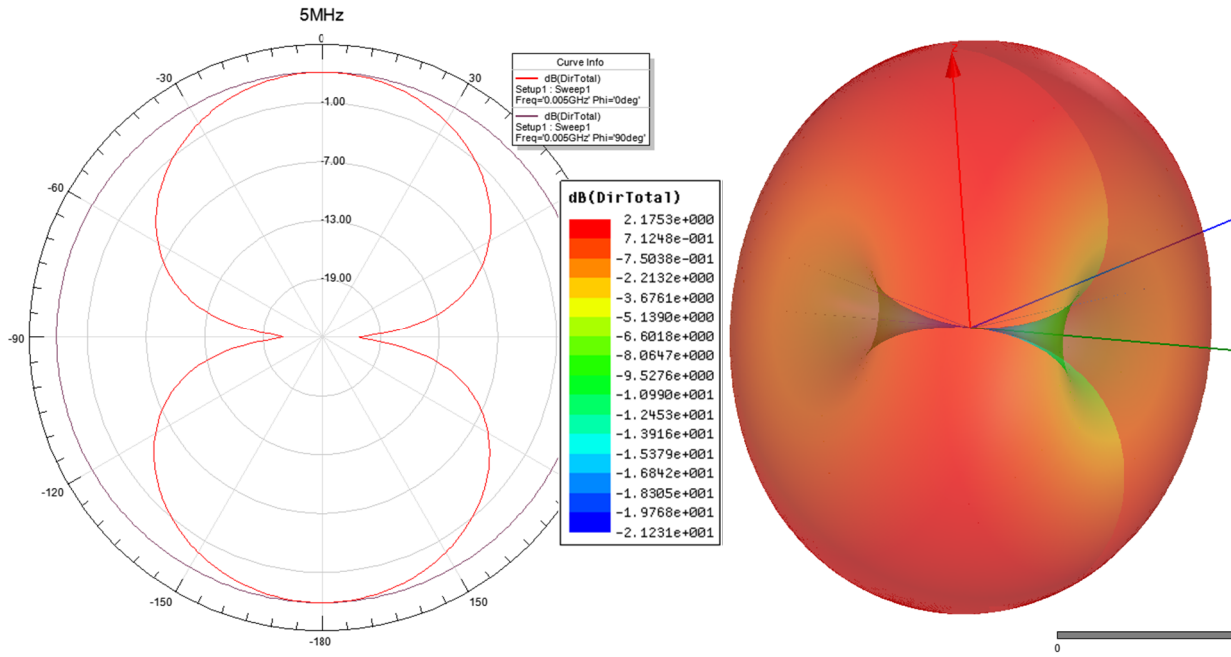 5MHz
0
-30
30
-60
-90
-120
-150
150
-180
-1.00
-7.00
-13.00
-19.00
Curve Info
dB(DirTotal)
Setup1 : Sweep1
Freq='0.005GHz' Phi='0deg'
dB(DirTotal)
Setup1 : Sweep1
Freq='0.005GHz' Phi='90deg'
dB(DirTotal)
2.1753e+000
7.1248e-001
-7.5038e-001
-2.2132e+000
-3.6761e+000
-5.1390e+000
-6.6018e+000
-8.0647e+000
-9.5276e+000
-1.0990e+001
-1.2453e+001
-1.3916e+001
-1.5379e+001
-1.6842e+001
-1.8305e+001
-1.9768e+001
-2.1231e+001
0